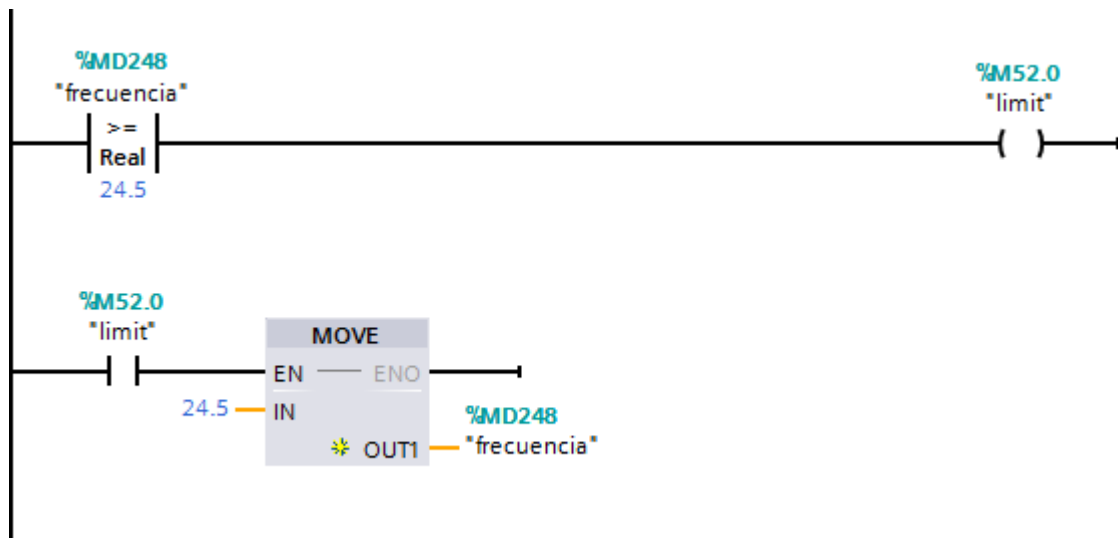 %MD248
"frecuencia"
>=
Real
24.5
%M52.0
"limit"
%M52.0
"limit"
MOVE
EN ENO
24.5 IN
OUT1
%MD248
"frecuencia"